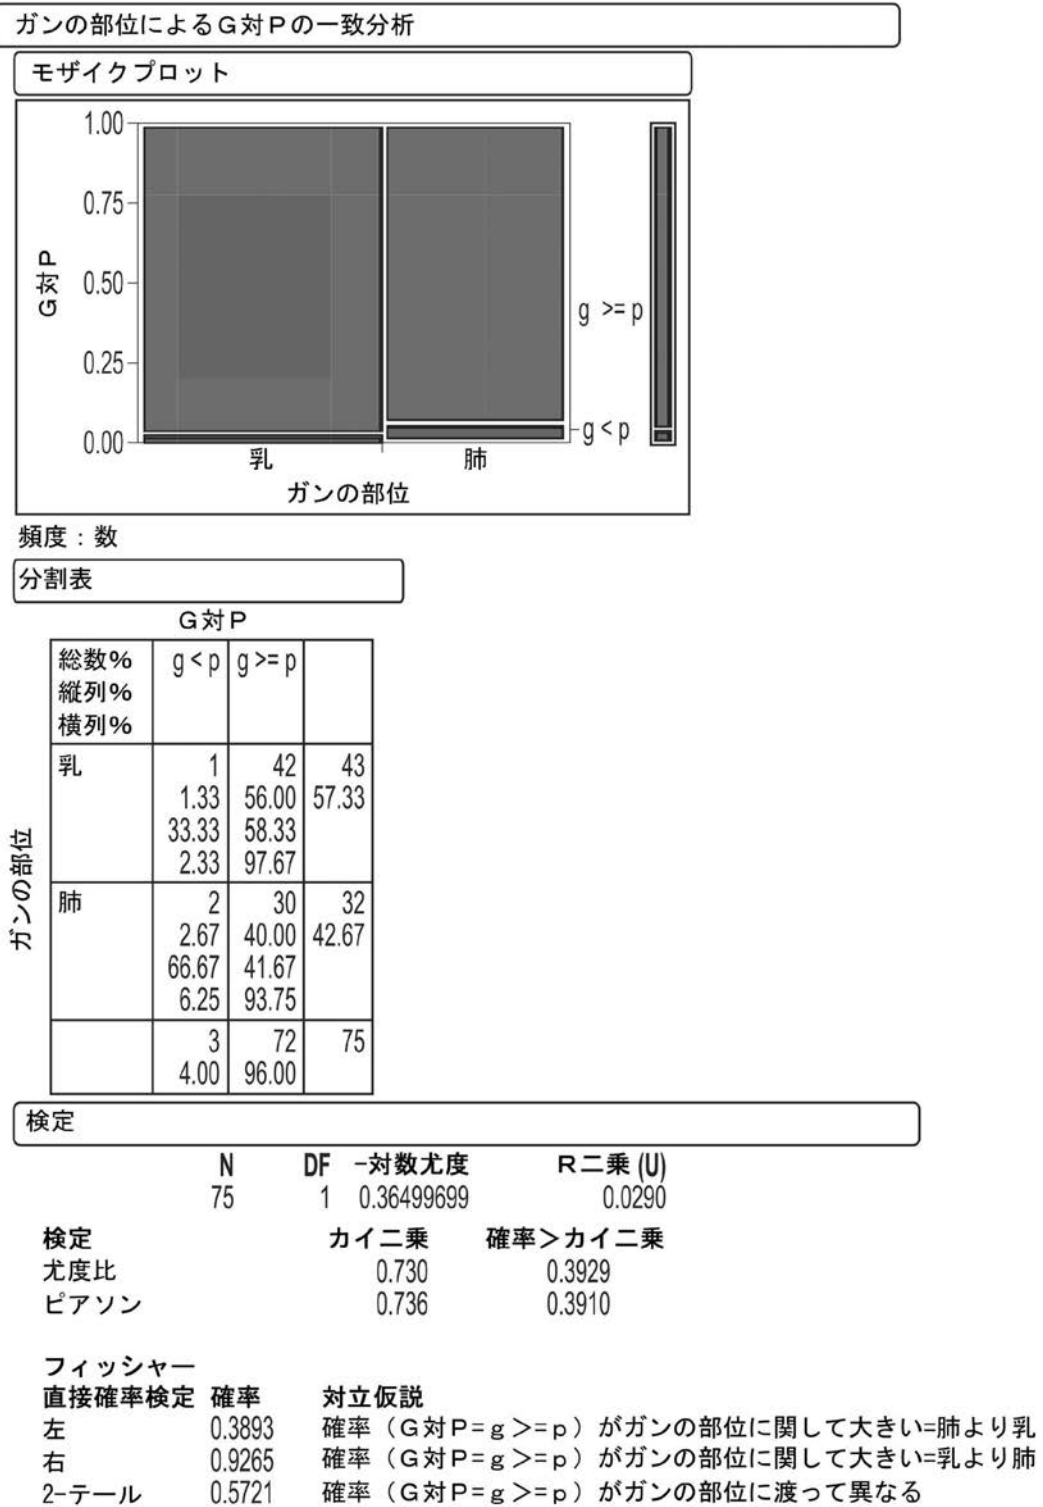 ガンの部位によるG対Pの一致分析
モザイクプロット
1.00
0.75
0.50
0.25
0.00
G対P
g >= p
g < p
乳 肺
ガンの部位
頻度：数
分割表
G対P
ガンの部位
総数% g < p g >= p
縦列%
横列%
乳 1 42 43
1.33 56.00 57.33
33.33 58.33
2.33 97.67
肺 2 30 32
2.67 40.00 42.67
66.67 41.67
6.25 93.75
3 72 75
4.00 96.00
検定
N DF -対数尤度 R二乗 (U)
75 1 0.36499699 0.0290
検定 カイ二乗 確率＞カイ二乗
尤度比 0.730 0.3929
ピアソン 0.736 0.3910
フィッシャー
直接確率検定 確率 対立仮説
左 0.3893 確率（G対P=g>=p）がガンの部位に関して大きい=肺より乳
右 0.9265 確率（G対P=g>=p）がガンの部位に関して大きい=乳より肺
2-テール 0.5721 確率（G対P=g>=p）がガンの部位に渡って異なる